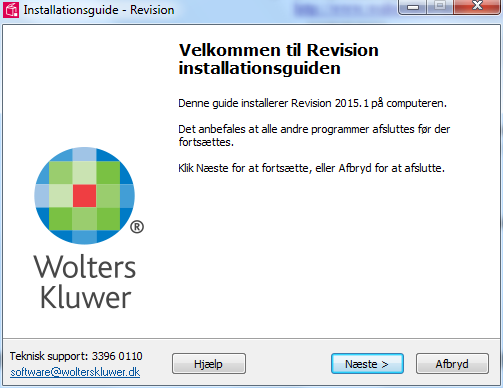 Installationsguide - Revision
Velkommen til Revision
installationsguiden
Denne guide installerer Revision 2015.1 på computeren.
Det anbefales at alle andre programmer afsluttes før der
fortsættes.
Klik Næste for at fortsætte, eller Afbryd for at afslutte.
®
Wolters
Kluwer
Teknisk support: 3396 0110
software@wolterskluwer.dk
Hjælp
Næste >
Afbryd